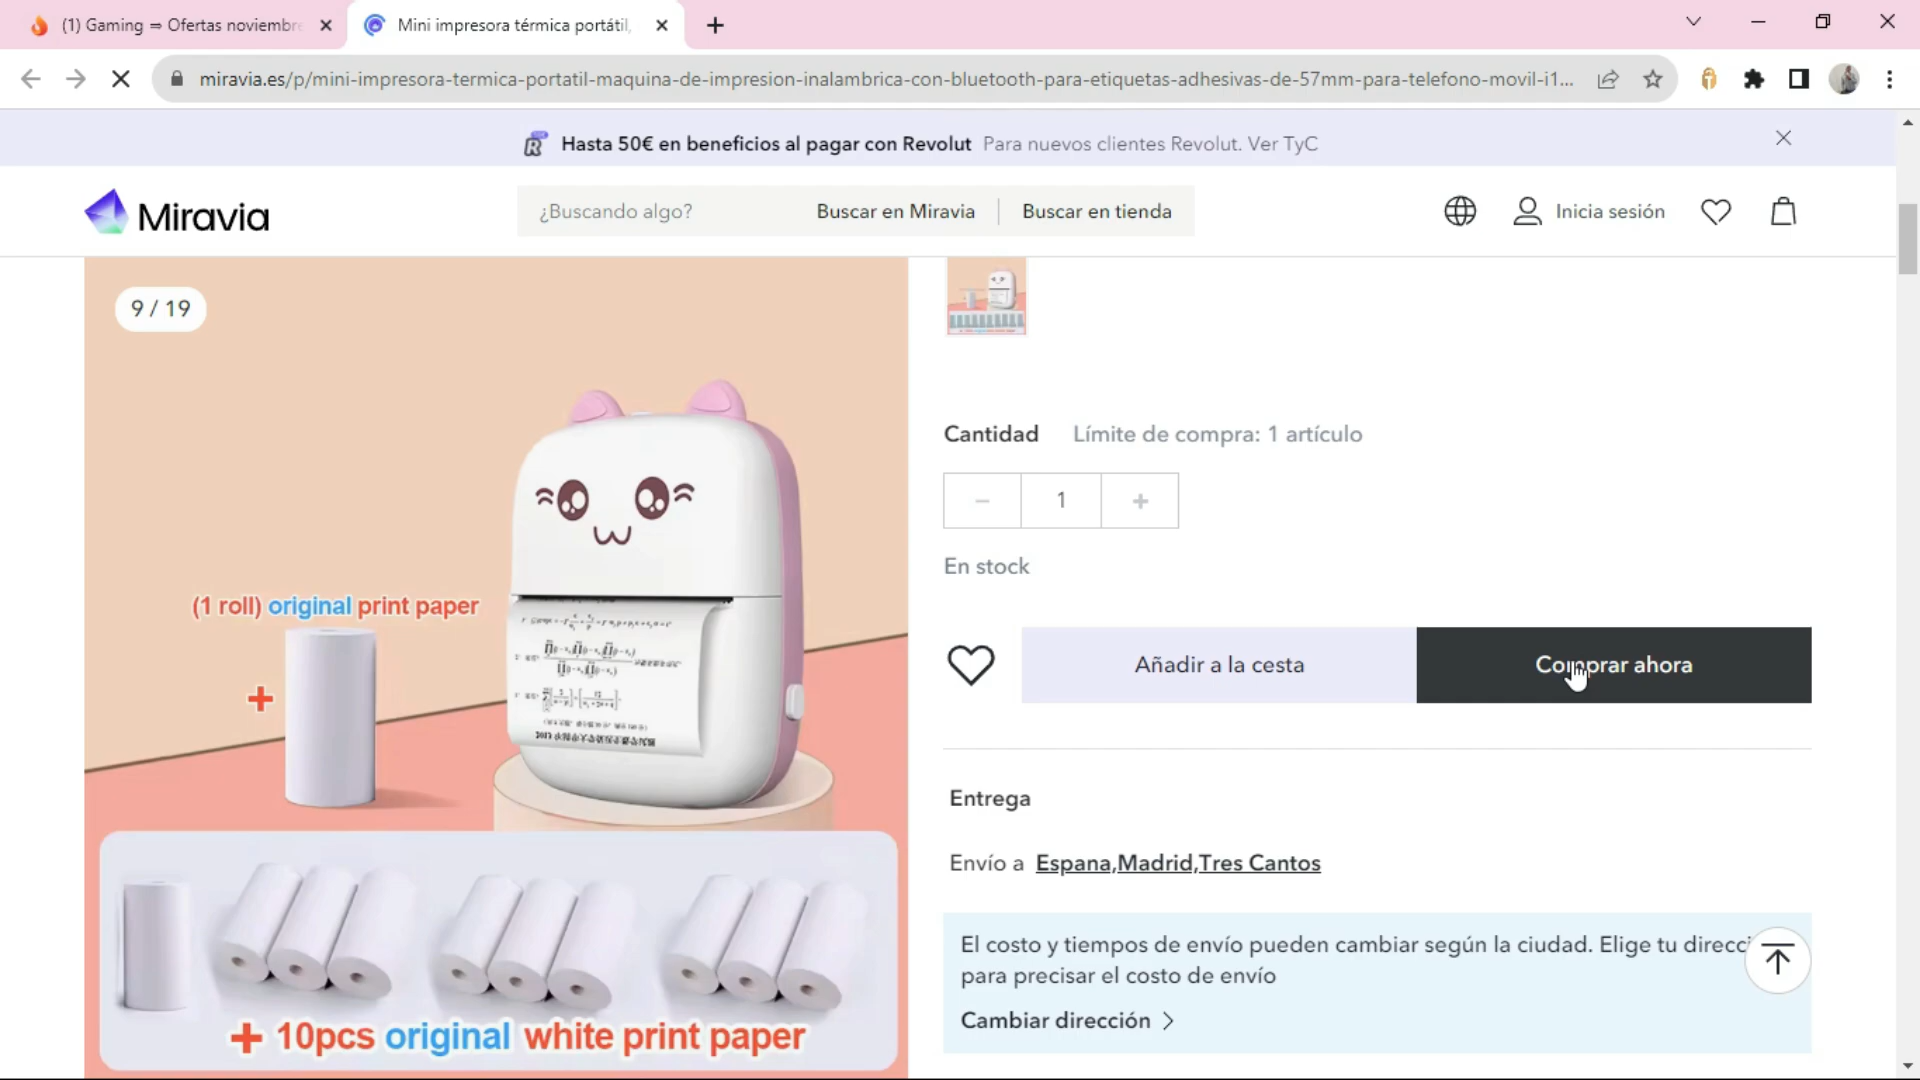 (1) Gaming ⇒ Ofertas noviembre
Mini impresora térmica portátil,
miravia.es/p/mini-impresora-termica-portatil-maquina-de-impresion-inalambrica-con-bluetooth-para-etiquetas-adhesivas-de-57mm-para-telefono-movil-i1...
Hasta 50€ en beneficios al pagar con Revolut Para nuevos clientes Revolut. Ver TyC
Miravia
¿Buscando algo?
Buscar en Miravia
Buscar en tienda
Inicia sesión
9 / 19
Cantidad Límite de compra: 1 artículo
− 1 +
En stock
(1 roll) original print paper
+
Añadir a la cesta
Comprar ahora
Entrega
Envío a Espana,Madrid,Tres Cantos
El costo y tiempos de envío pueden cambiar según la ciudad. Elige tu direcci
para precisar el costo de envío
Cambiar dirección >
+ 10pcs original white print paper